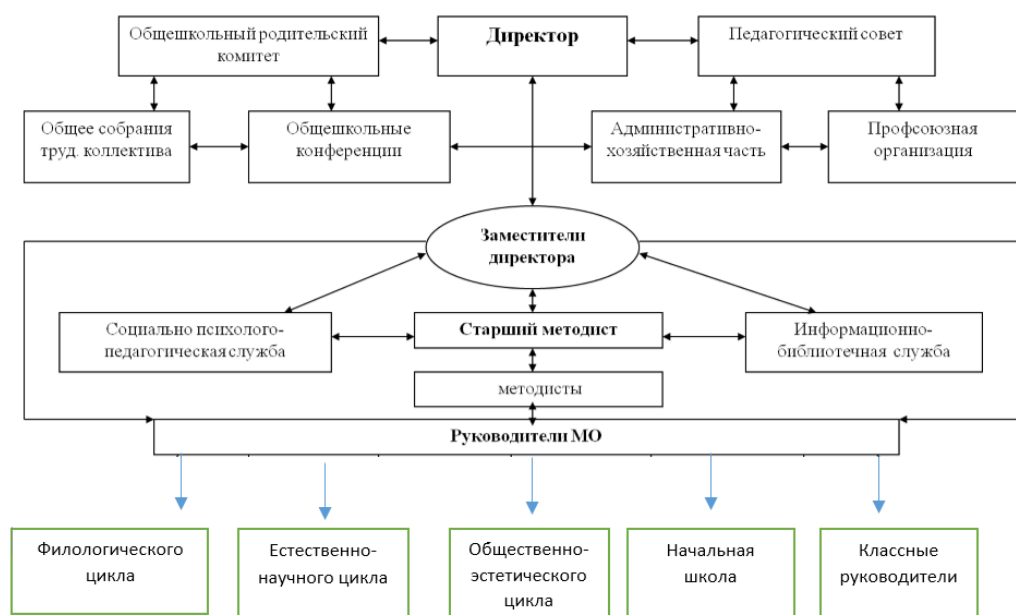 Общешкольный родительский
комитет
Директор
Педагогический совет
Общее собрания
труд. коллектива
Общешкольные
конференции
Административно-
хозяйственная часть
Профсоюзная
организация
Заместители
директора
Социально психолого-
педагогическая служба
Старший методист
Информационно-
библиотечная служба
методисты
Руководители МО
Филологического
цикла
Естественно-
научного цикла
Общественно-
эстетического
цикла
Начальная
школа
Классные
руководители